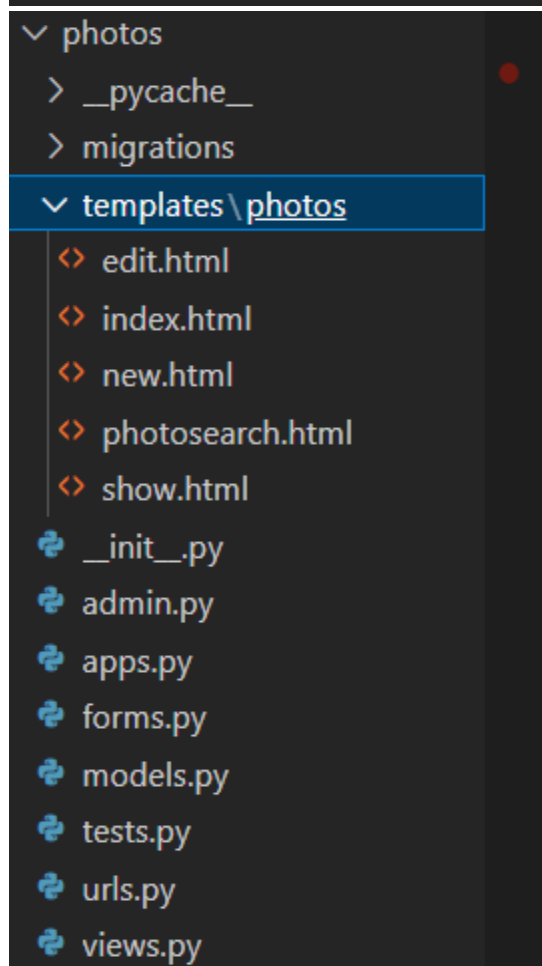 photos
__pycache__
migrations
templates\photos
edit.html
index.html
new.html
photosearch.html
show.html
__init__.py
admin.py
apps.py
forms.py
models.py
tests.py
urls.py
views.py